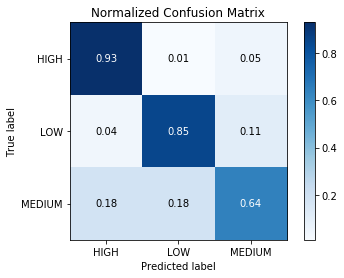 Normalized Confusion Matrix
HIGH 0.93 0.01 0.05
LOW 0.04 0.85 0.11
MEDIUM 0.18 0.18 0.64
HIGH LOW MEDIUM
Predicted label
True label
0.8
0.6
0.4
0.2